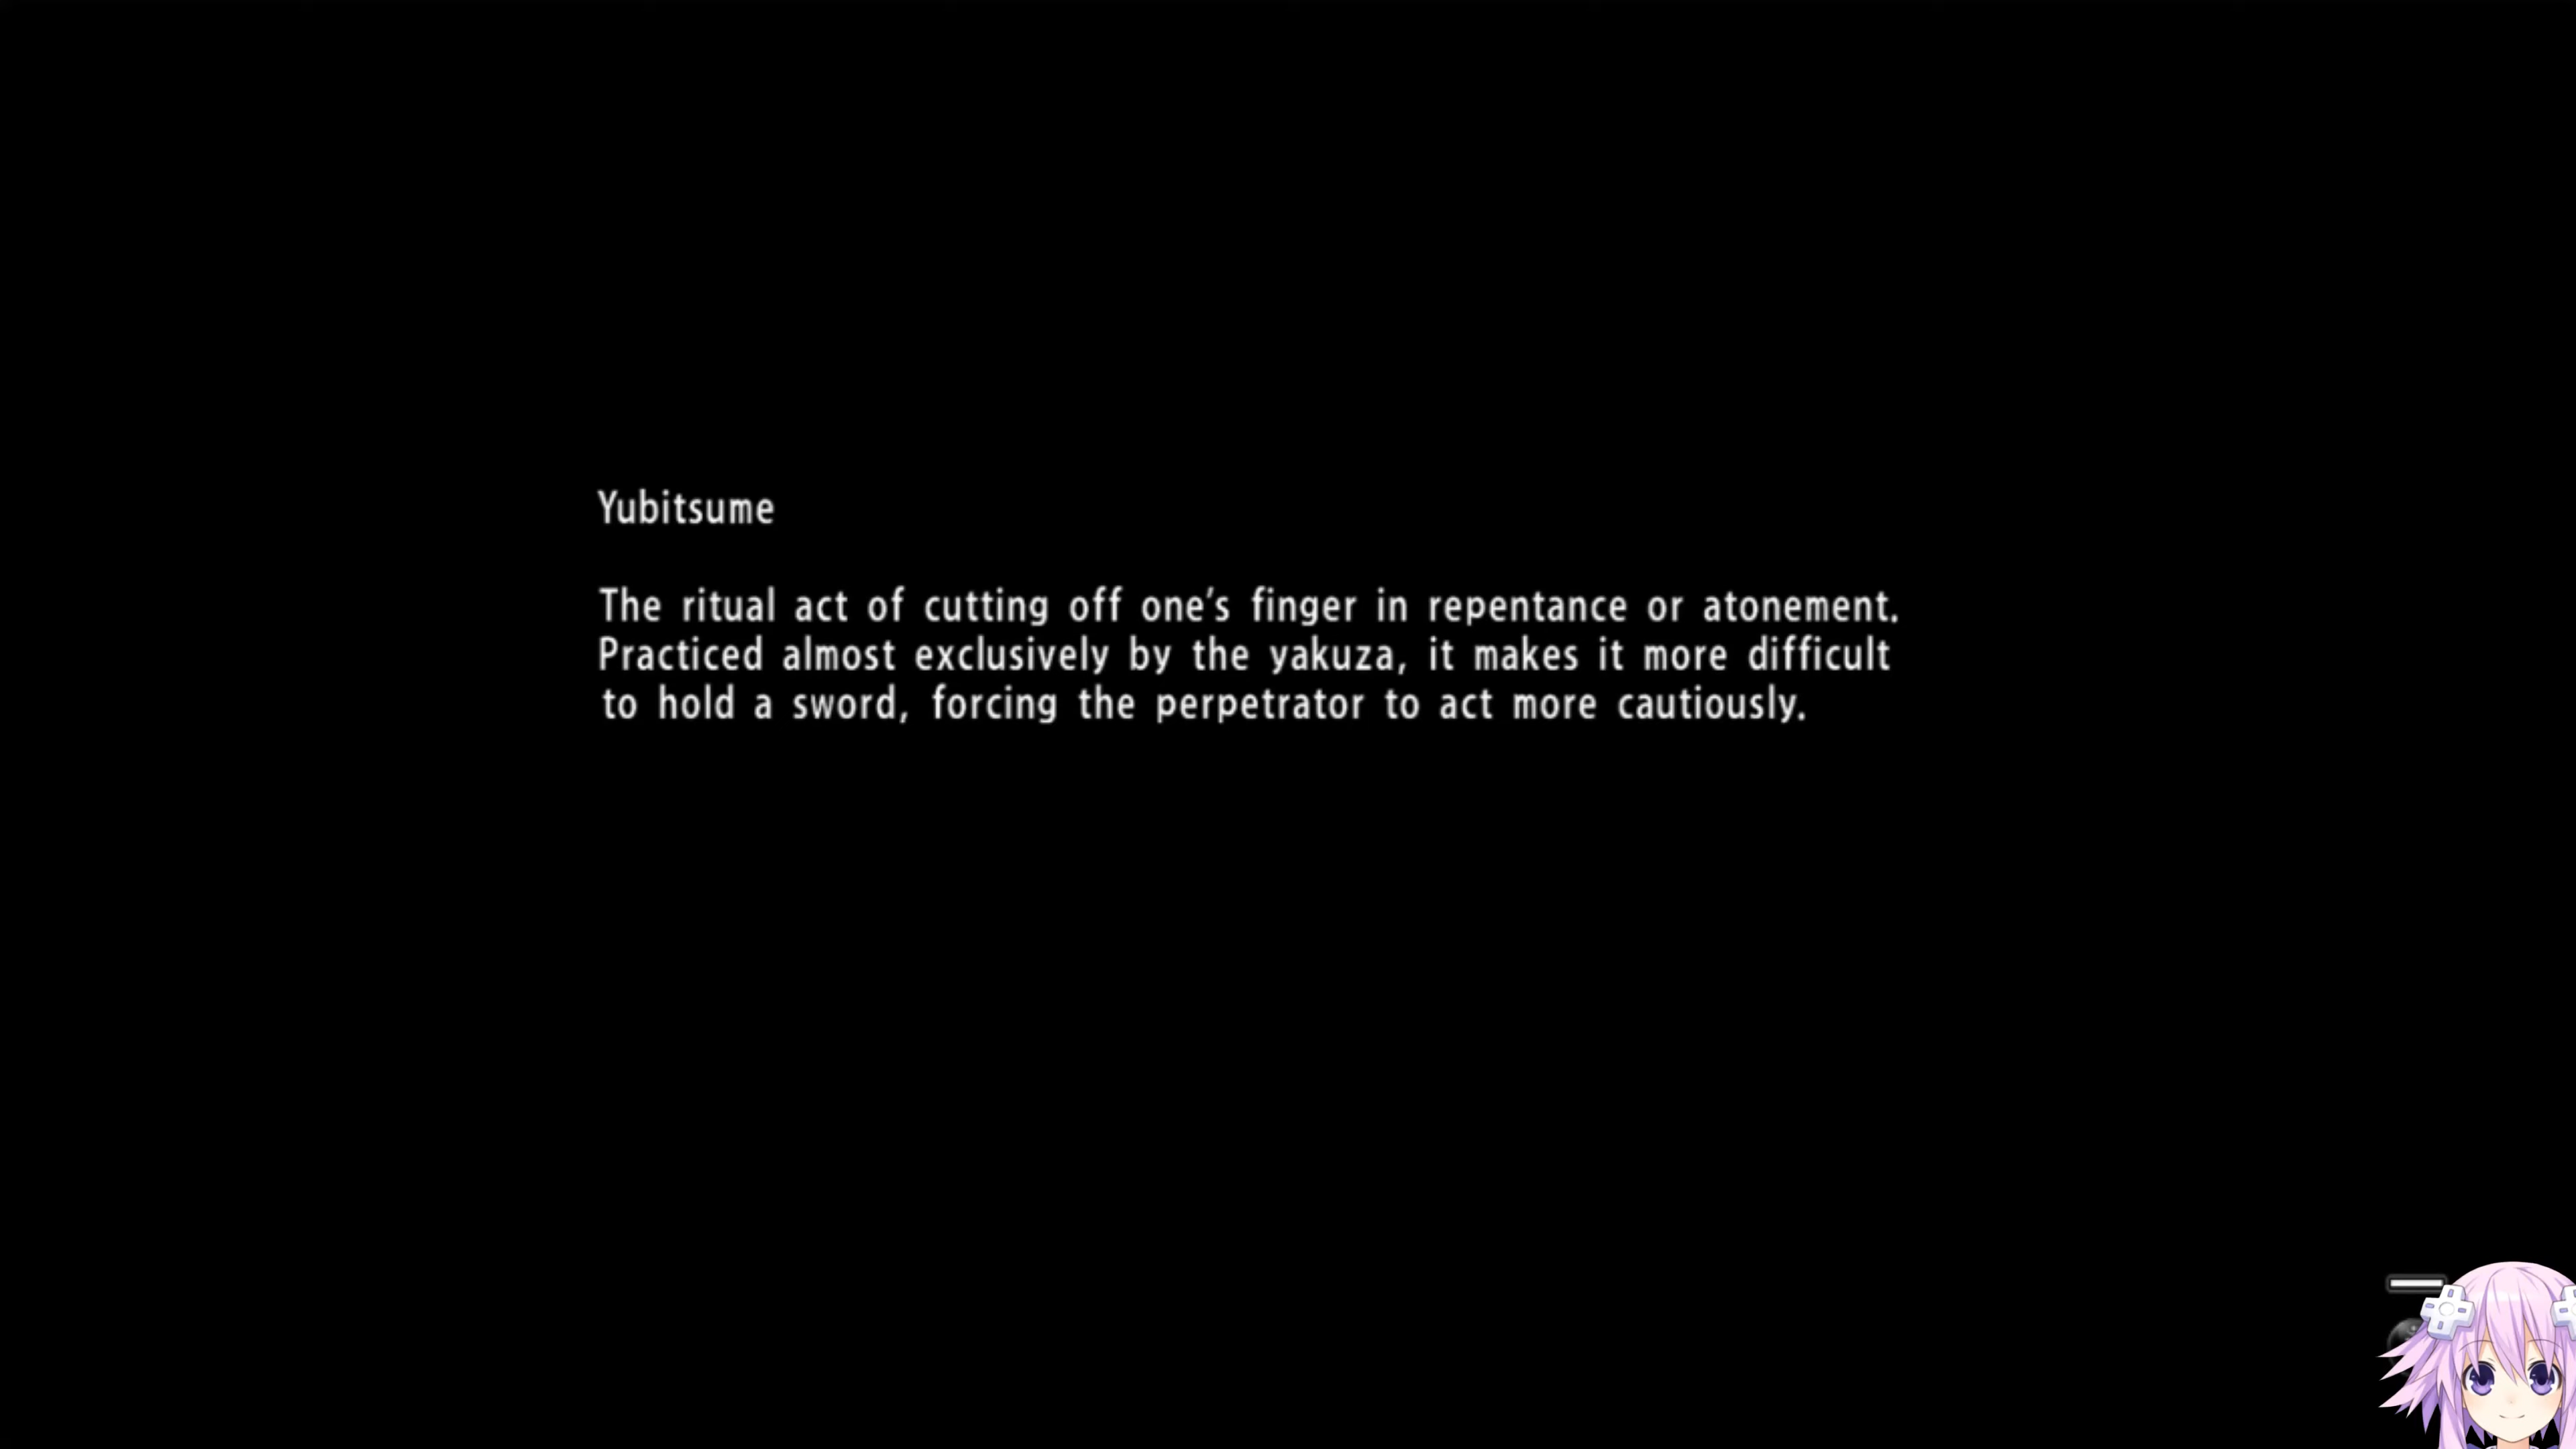 Yubitsume
The ritual act of cutting off one’s finger in repentance or atonement.
Practiced almost exclusively by the yakuza, it makes it more difficult
to hold a sword, forcing the perpetrator to act more cautiously.